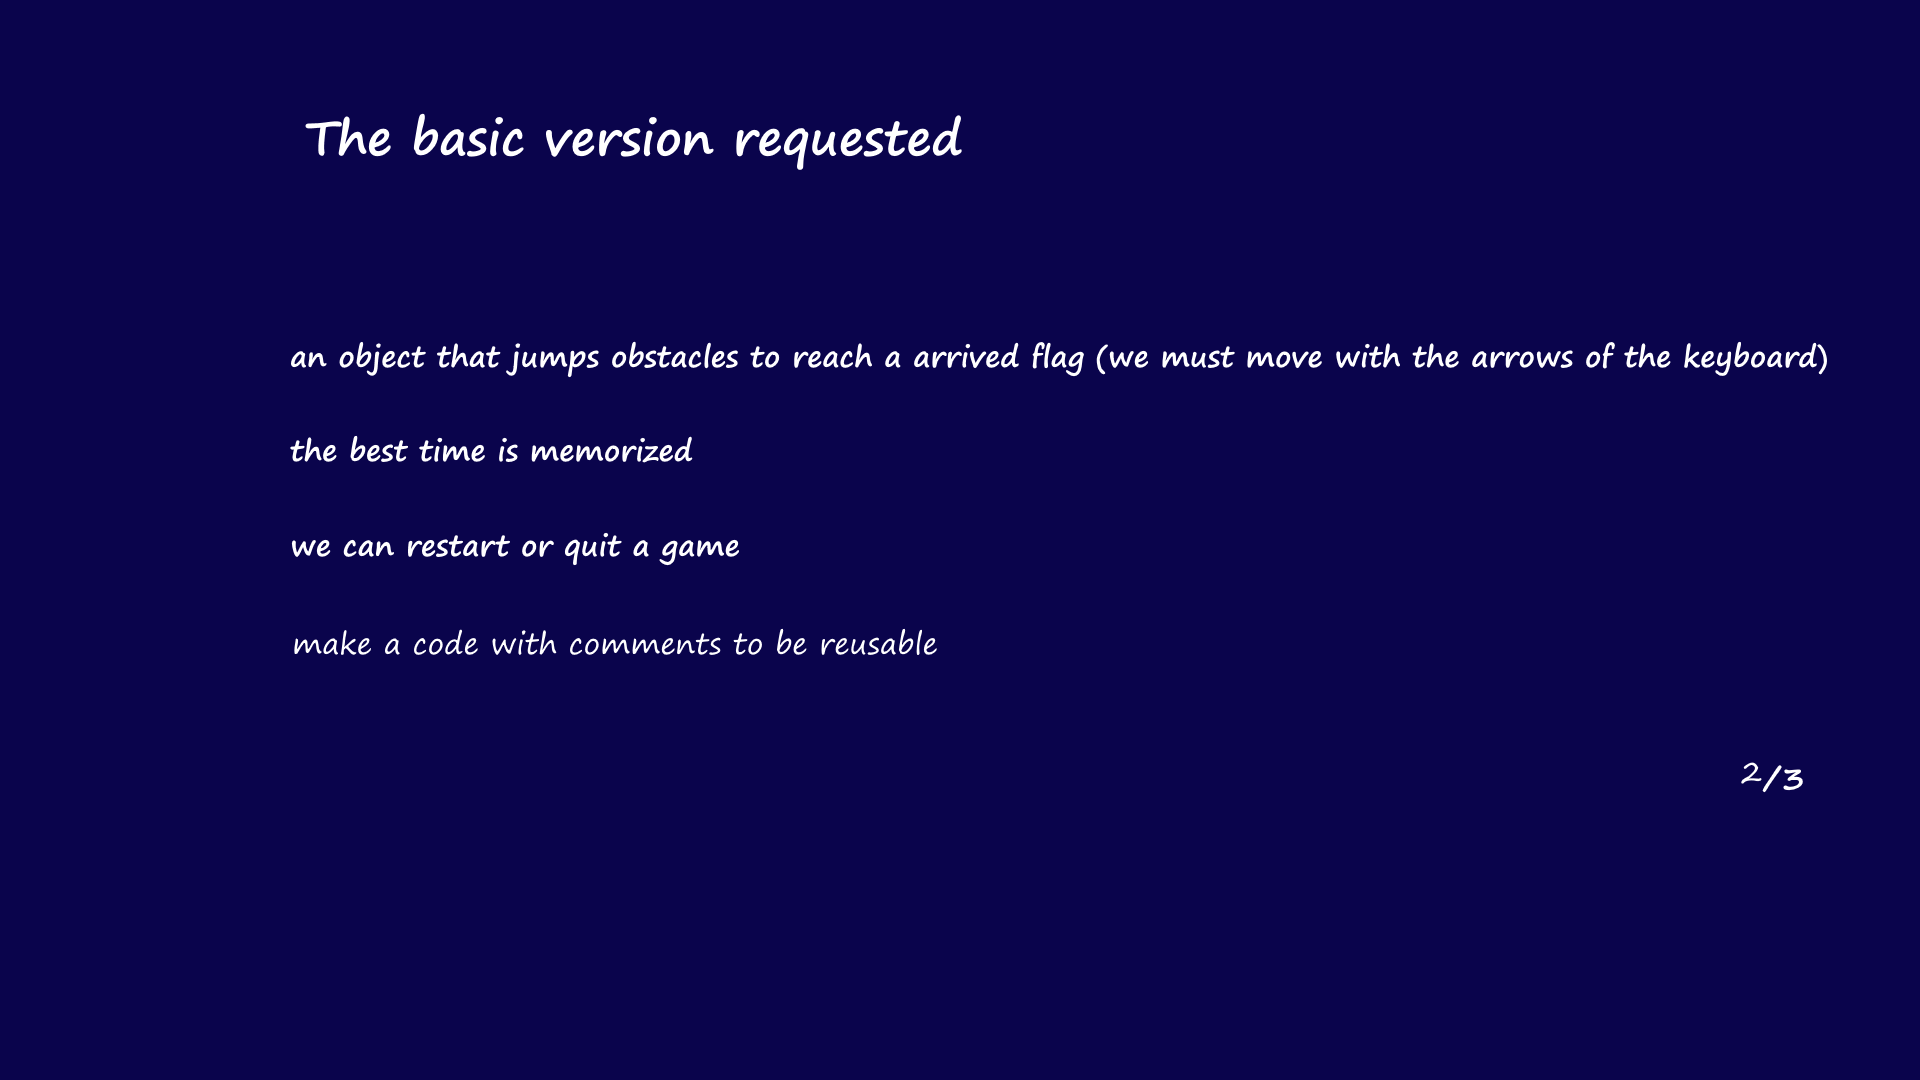 The basic version requested
an object that jumps obstacles to reach a arrived flag (we must move with the arrows of the keyboard)
the best time is memorized
we can restart or quit a game
make a code with comments to be reusable
2/3